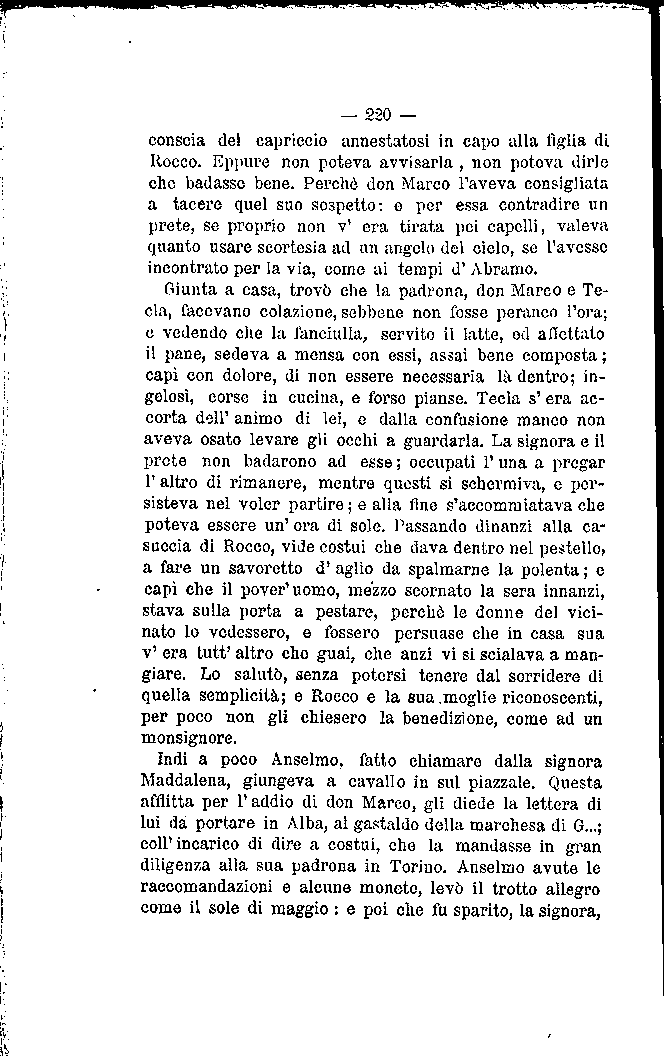 — 220 —
conscia del capriccio annestatosi in capo alla figlia di
Rocco. Eppure non poteva avvisarla, non poteva dirle
che badasse bene. Perchè don Marco l'aveva consigliata
a tacere quel suo sospetto: e per essa contradire un
prete, se proprio non v' era tirata pei capelli, valeva
quanto usare scortesia ad un angelo del cielo, se l'avesse
incontrato per la via, come ai tempi d' Abramo.
Giunta a casa, trovò che la padrona, don Marco e Te-
cla, facevano colazione, sebbene non fosse peranco l'ora;
e vedendo che la fanciulla, servito il latte, ed affettato
il pane, sedeva a mensa con essi, assai bene composta;
capì con dolore, di non essere necessaria là dentro; in-
gelosì, corse in cucina, e forse pianse. Tecla s' era ac-
corta dell' animo di lei, e dalla confusione manco non
aveva osato levare gli occhi a guardarla. La signora e il
prete non badarono ad esse; occupati l' una a pregar
l' altro di rimanere, mentre questi si schermiva, e per-
sisteva nel voler partire; e alla fine s'accommiatava che
poteva essere un' ora di sole. Passando dinanzi alla ca-
succia di Rocco, vide costui che dava dentro nel pestello,
a fare un savoretto d' aglio da spalmarne la polenta; e
capì che il pover' uomo, mezzo scornato la sera innanzi,
stava sulla porta a pestare, perchè le donne del vici-
nato lo vedessero, e fossero persuase che in casa sua
v' era tutt' altro che guai, che anzi vi si scialava a man-
giare. Lo salutò, senza potersi tenere dal sorridere di
quella semplicità; e Rocco e la sua moglie riconoscenti,
per poco non gli chiesero la benedizione, come ad un
monsignore.
Indi a poco Anselmo, fatto chiamare dalla signora
Maddalena, giungeva a cavallo in sul piazzale. Questa
afflitta per l' addio di don Marco, gli diede la lettera di
lui da portare in Alba, al gastaldo della marchesa di G...;
coll' incarico di dire a costui, che la mandasse in gran
diligenza alla sua padrona in Torino. Anselmo avute le
raccomandazioni e alcune monete, levò il trotto allegro
come il sole di maggio: e poi che fu sparito, la signora,